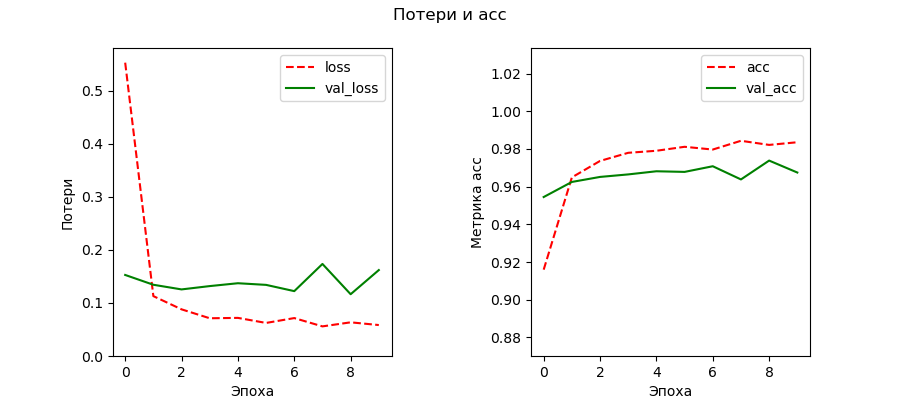 Потери и acc
loss
val_loss
0.5
0.4
0.3
0.2
0.1
0.0
Потери
0 2 4 6 8
Эпоха
acc
val_acc
1.02
1.00
0.98
0.96
0.94
0.92
0.90
0.88
Метрика acc
0 2 4 6 8
Эпоха